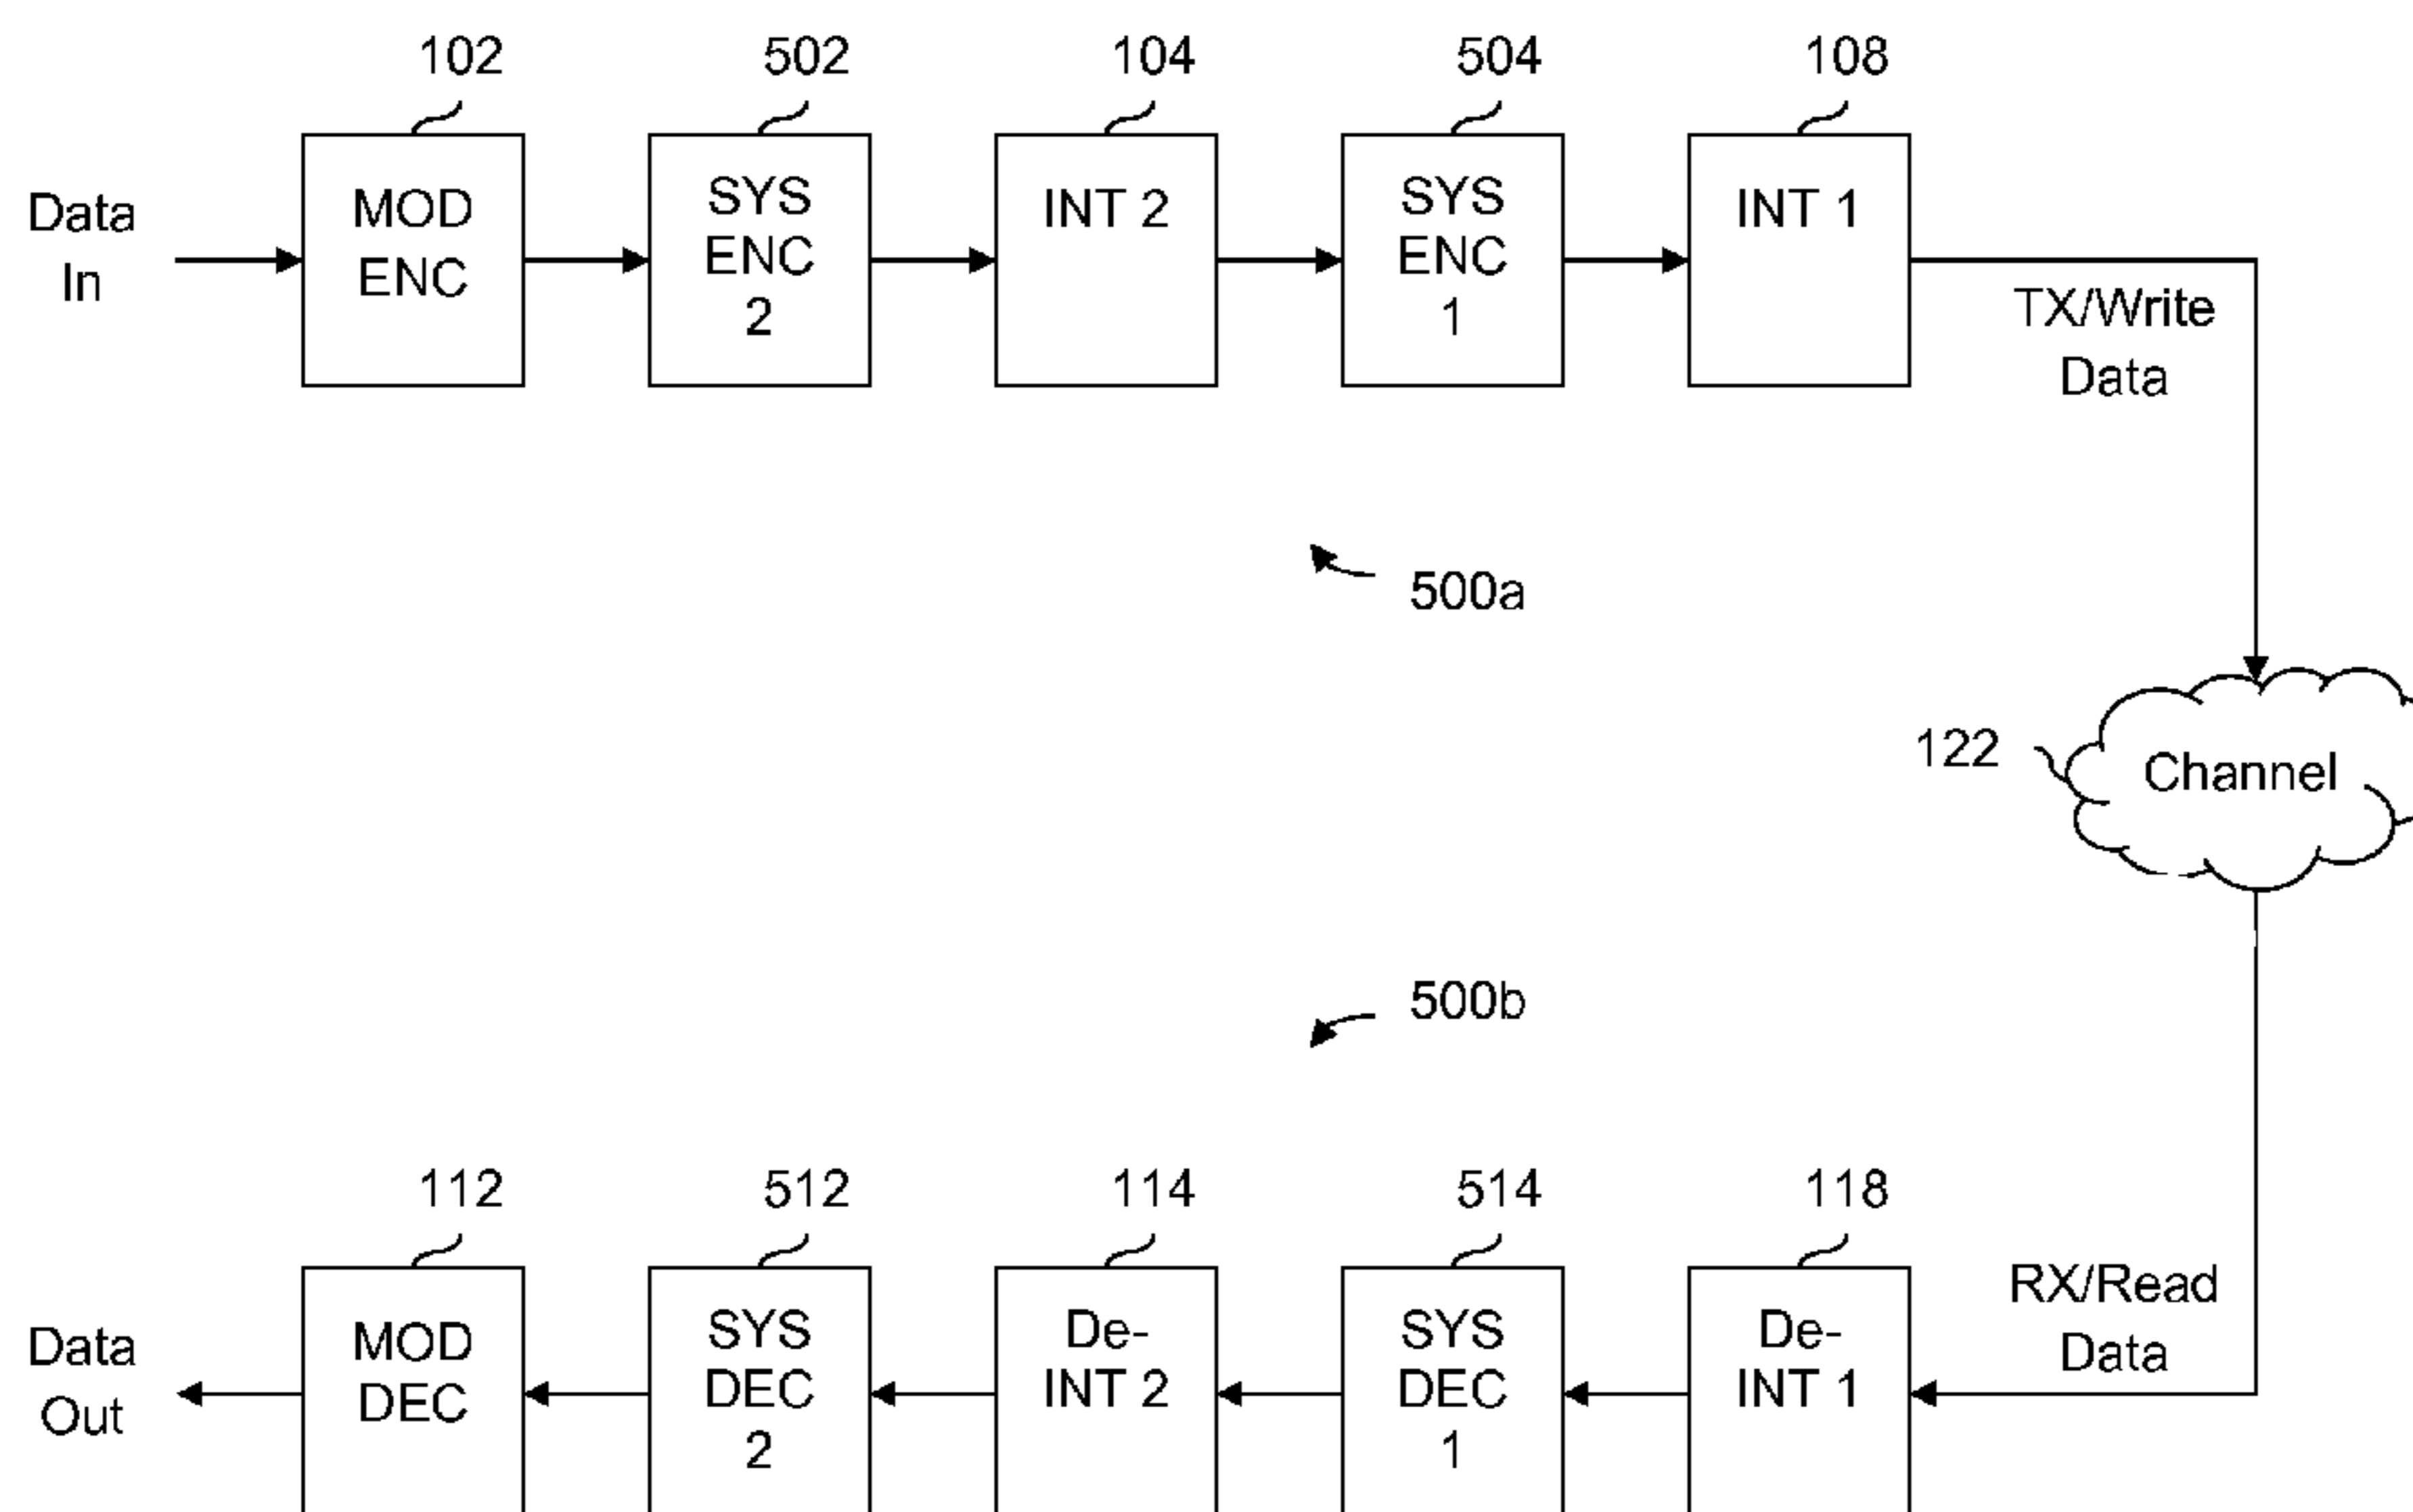 102
502
104
504
108
Data
In
MOD
ENC
SYS
ENC
2
INT 2
SYS
ENC
1
INT 1
TX/Write
Data
500a
122
Channel
500b
112
512
114
514
118
Data
Out
MOD
DEC
SYS
DEC
2
De-
INT 2
SYS
DEC
1
De-
INT 1
RX/Read
Data